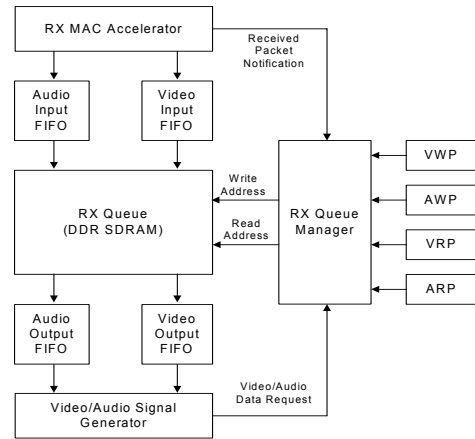 RX MAC Accelerator
Received
Packet
Notification
Audio
Input
FIFO
Video
Input
FIFO
VWP
Write
Address
AWP
RX Queue
(DDR SDRAM)
RX Queue
Manager
Read
Address
VRP
ARP
Audio
Output
FIFO
Video
Output
FIFO
Video/Audio
Data Request
Video/Audio Signal
Generator